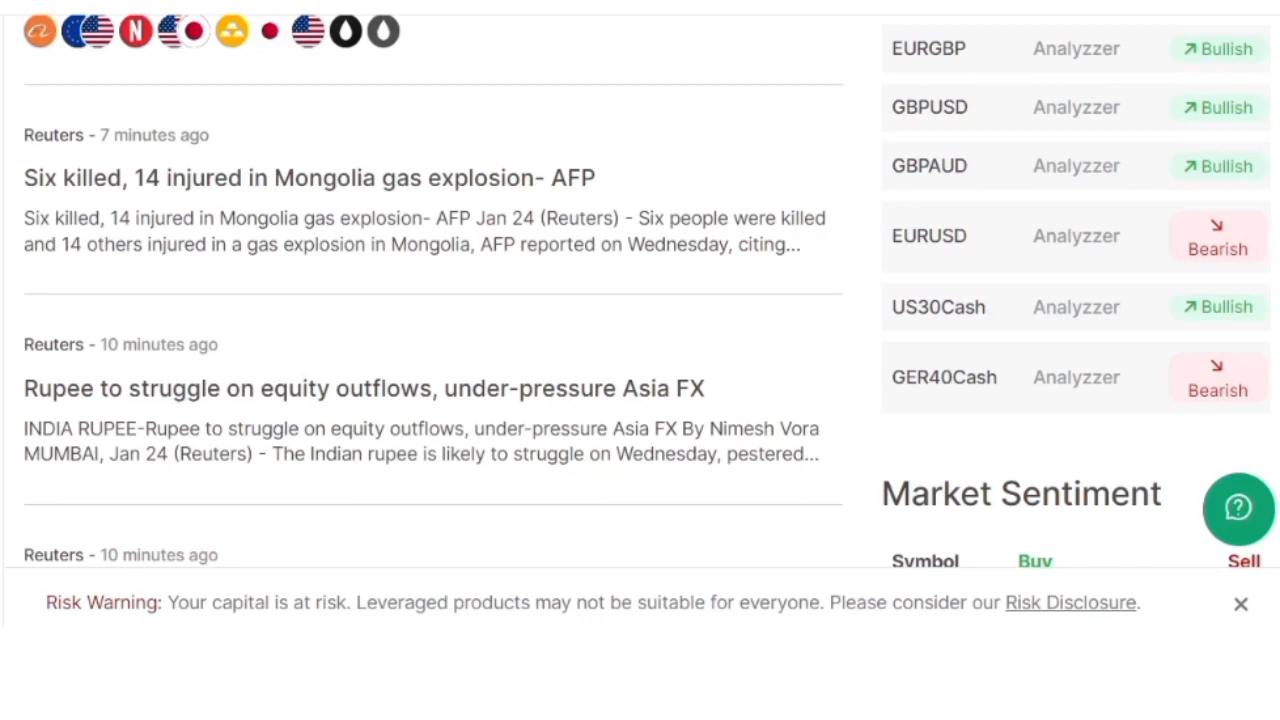 N
Reuters - 7 minutes ago
Six killed, 14 injured in Mongolia gas explosion- AFP
Six killed, 14 injured in Mongolia gas explosion- AFP Jan 24 (Reuters) - Six people were killed
and 14 others injured in a gas explosion in Mongolia, AFP reported on Wednesday, citing...
Reuters - 10 minutes ago
Rupee to struggle on equity outflows, under-pressure Asia FX
INDIA RUPEE-Rupee to struggle on equity outflows, under-pressure Asia FX By Nimesh Vora
MUMBAI, Jan 24 (Reuters) - The Indian rupee is likely to struggle on Wednesday, pestered...
Reuters - 10 minutes ago
EURGBP Analyzzer Bullish
GBPUSD Analyzzer Bullish
GBPAUD Analyzzer Bullish
EURUSD Analyzzer Bearish
US30Cash Analyzzer Bullish
GER40Cash Analyzzer Bearish
Market Sentiment
Symbol Buy Sell
Risk Warning: Your capital is at risk. Leveraged products may not be suitable for everyone. Please consider our Risk Disclosure.